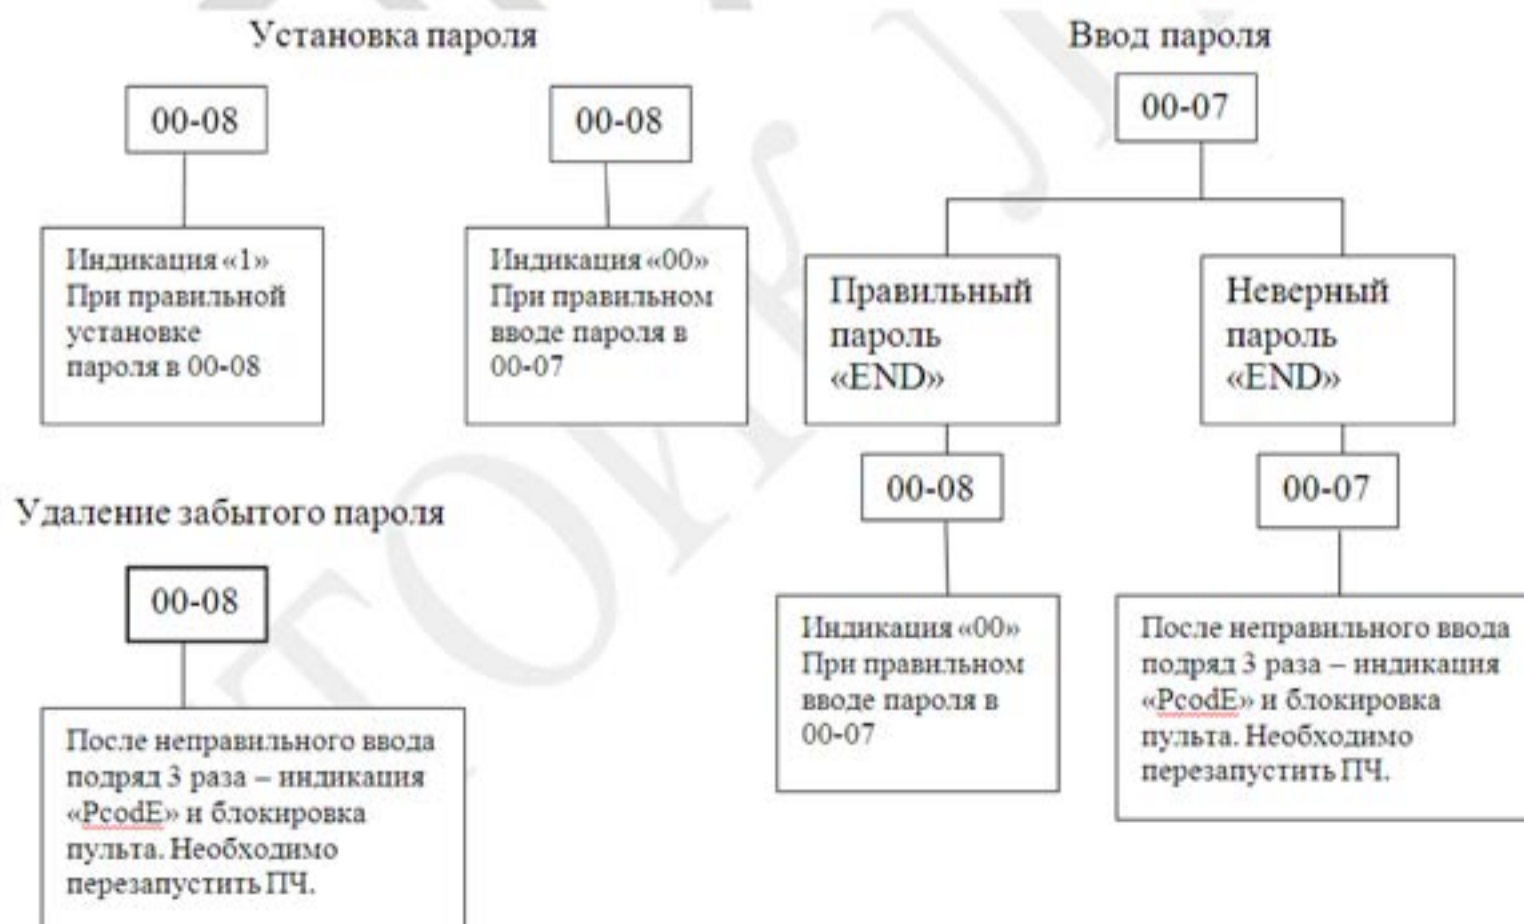 Установка пароля
00-08
Индикация «1»
При правильной
установке
пароля в 00-08
00-08
Индикация «00»
При правильном
вводе пароля в
00-07
Ввод пароля
00-07
Правильный
пароль
«END»
00-08
Индикация «00»
При правильном
вводе пароля в
00-07
Неверный
пароль
«END»
00-07
После неправильного ввода
подряд 3 раза – индикация
«PcodE» и блокировка
пульта. Необходимо
перезапустить ПЧ.
Удаление забытого пароля
00-08
После неправильного ввода
подряд 3 раза – индикация
«PcodE» и блокировка
пульта. Необходимо
перезапустить ПЧ.